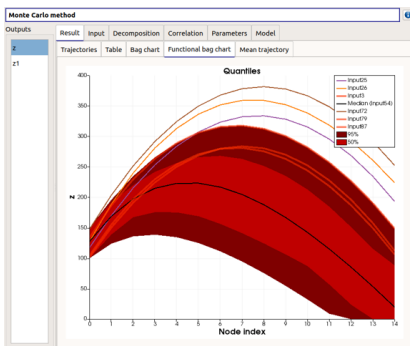 Monte Carlo method
Outputs
z
z1
Result Input Decomposition Correlation Parameters Model
Trajectories Table Bag chart Functional bag chart Mean trajectory
Quantiles
Input25
Input26
Input3
Median (Input54)
Input72
Input79
Input87
95%
50%
400
350
300
250
200
150
100
50
0
z
0 1 2 3 4 5 6 7 8 9 10 11 12 13 14
Node index